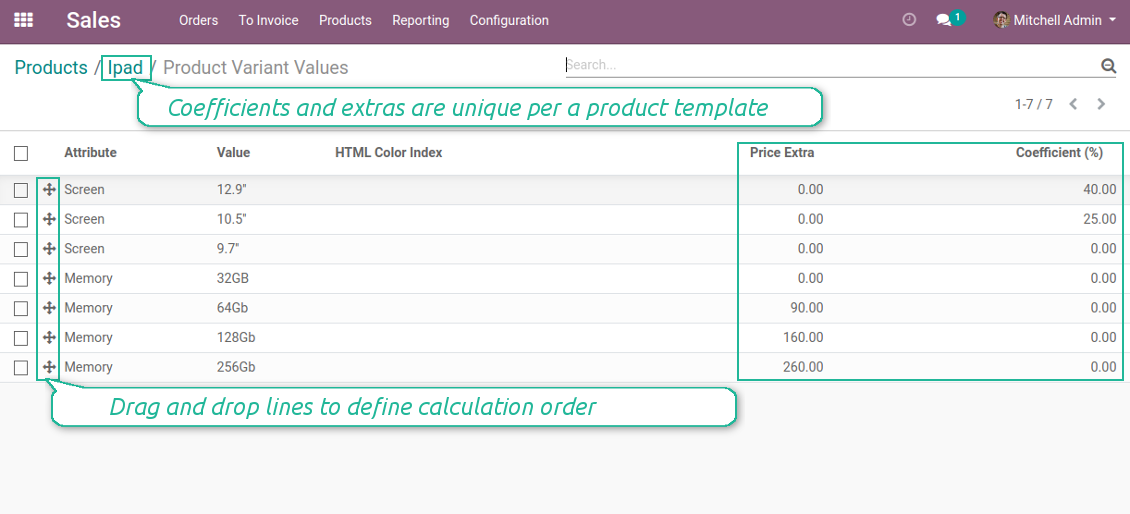 Sales Orders To Invoice Products Reporting Configuration 1 Mitchell Admin
Products / Ipad / Product Variant Values Search...
Coefficients and extras are unique per a product template
1-7 / 7
Attribute Value HTML Color Index Price Extra Coefficient (%)
Screen 12.9" 0.00 40.00
Screen 10.5" 0.00 25.00
Screen 9.7" 0.00 0.00
Memory 32GB 0.00 0.00
Memory 64Gb 90.00 0.00
Memory 128Gb 160.00 0.00
Memory 256Gb 260.00 0.00
Drag and drop lines to define calculation order